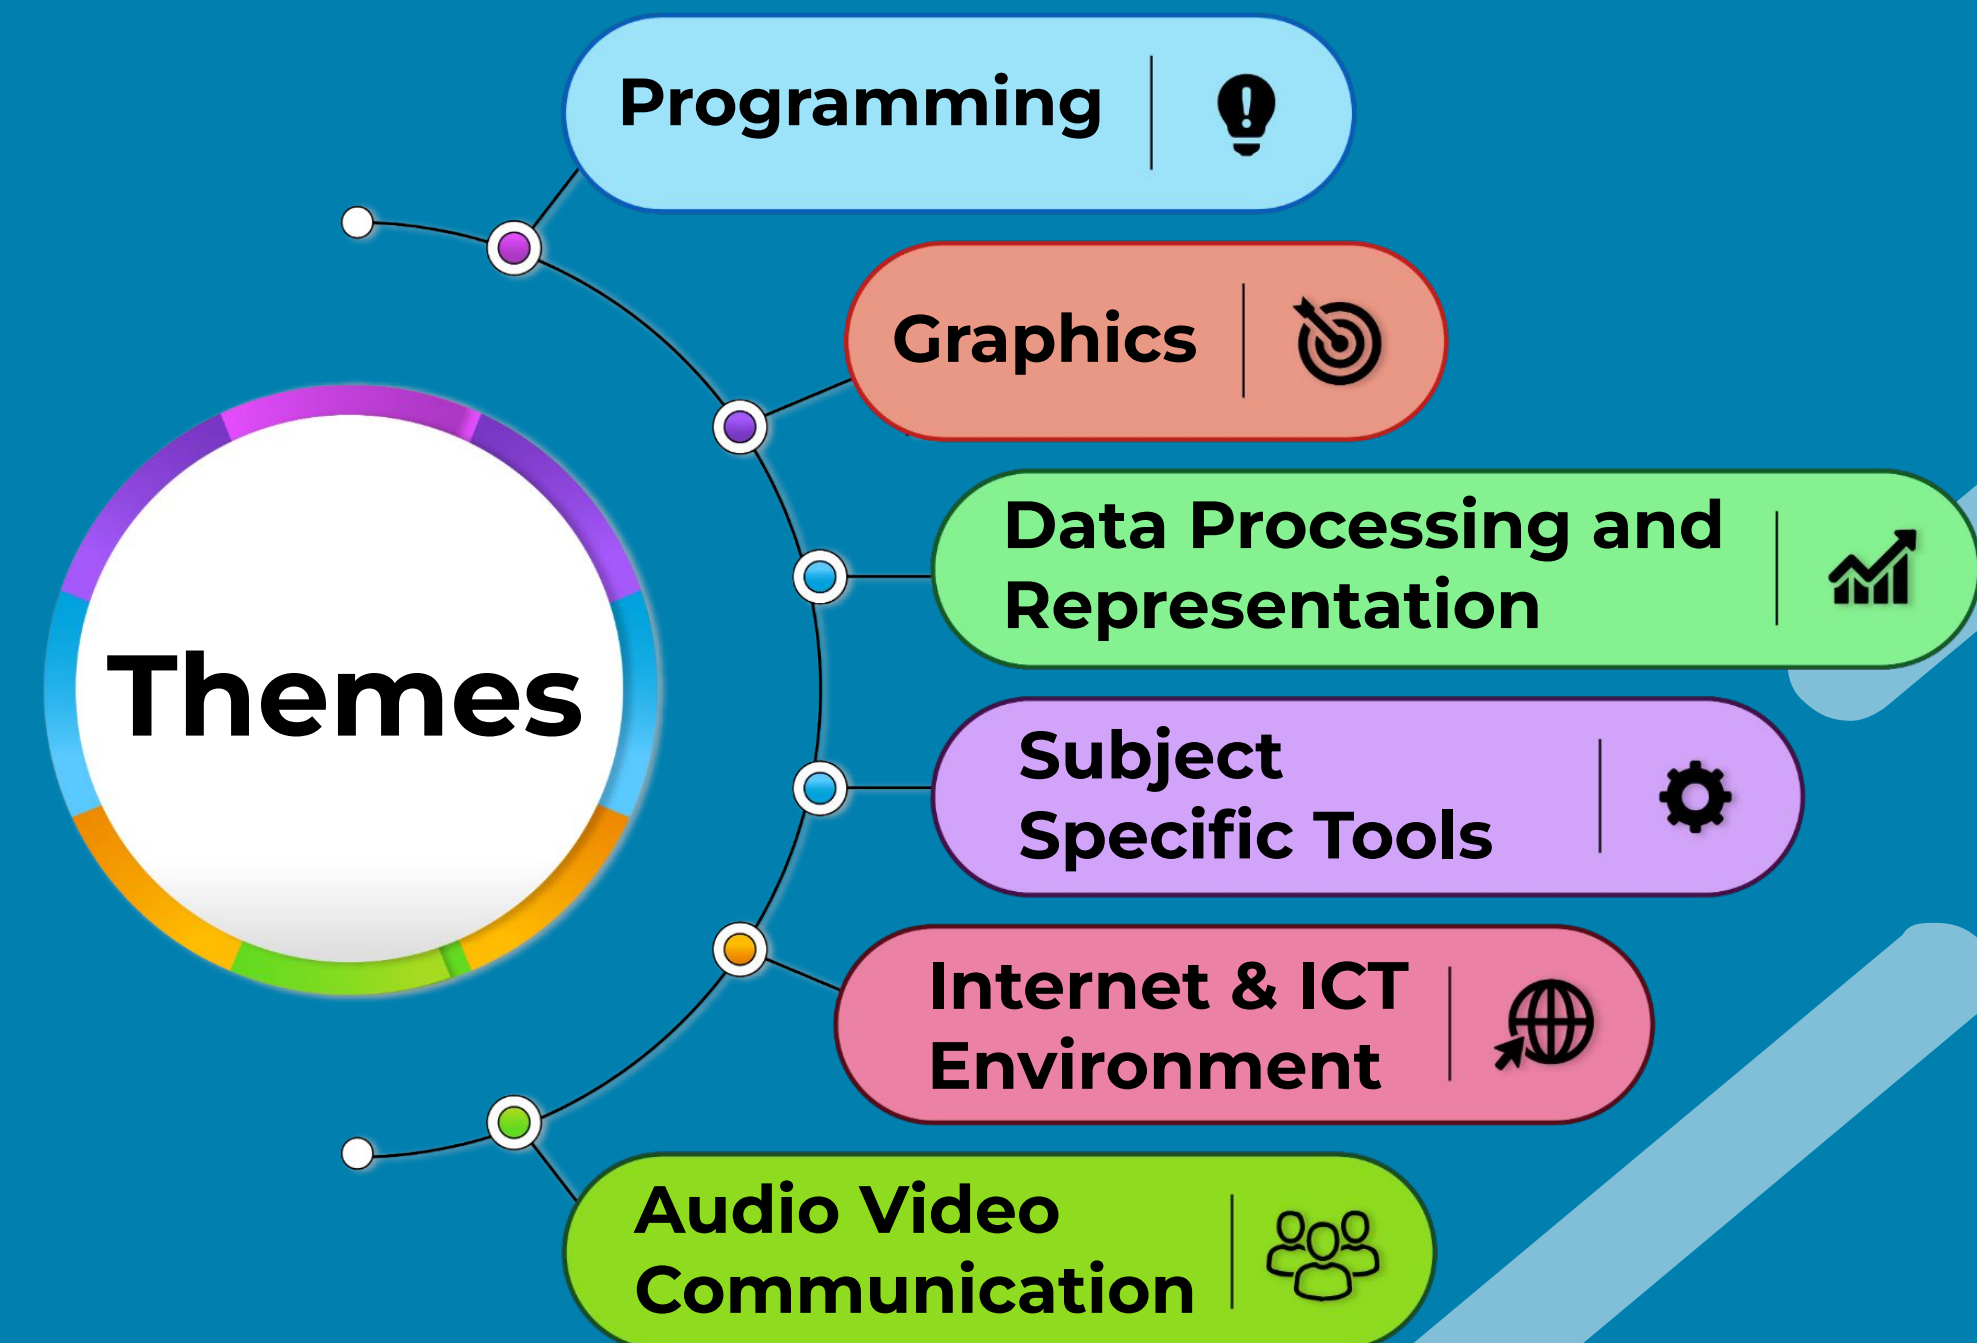 Programming
Graphics
Data Processing and
Representation
Themes
Subject
Specific Tools
Internet & ICT
Environment
Audio Video
Communication